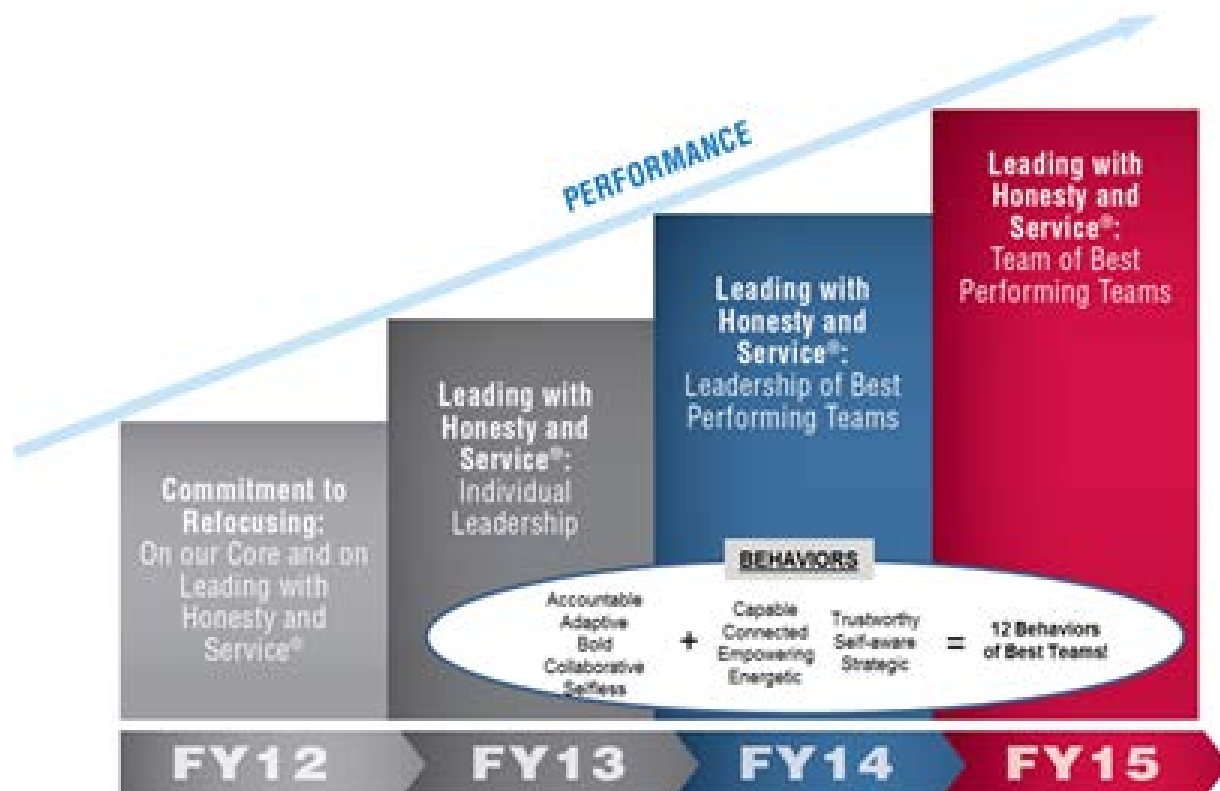 PERFORMANCE
Commitment to
Refocusing:
On our Core and on
Leading with
Honesty and
Service®
Leading with
Honesty and
Service®:
Individual
Leadership
Leading with
Honesty and
Service®:
Leadership of Best
Performing Teams
Leading with
Honesty and
Service®:
Team of Best
Performing Teams
BEHAVIORS
Accountable
Adaptive
Bold
Collaborative
Selfless
+
Capable
Connected
Empowering
Energetic
Trustworthy
Self-aware
Strategic
=
12 Behaviors
of Best Teams!
FY12
FY13
FY14
FY15